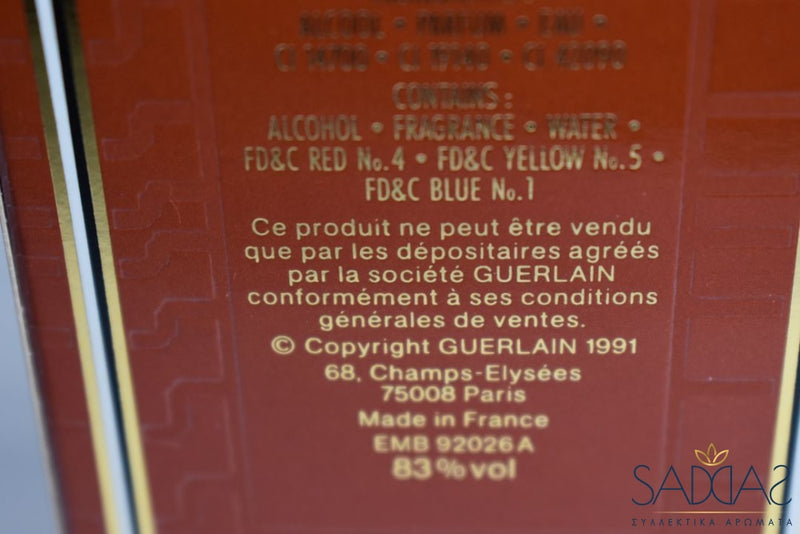 ALCOOL • PARFUM • EAU •
CI 14700 • CI 19140 • CI 42090
CONTAINS :
ALCOHOL • FRAGRANCE • WATER •
FD&C RED No.4 • FD&C YELLOW No.5 •
FD&C BLUE No.1
Ce produit ne peut être vendu
que par les dépositaires agréés
par la société GUERLAIN
conformément à ses conditions
générales de ventes.
© Copyright GUERLAIN 1991
68, Champs-Elysées
75008 Paris
Made in France
EMB 92026 A
83 % vol
SADDAS
ΣΥΛΛΕΚΤΙΚΑ ΑΡΩΜΑΤΑ